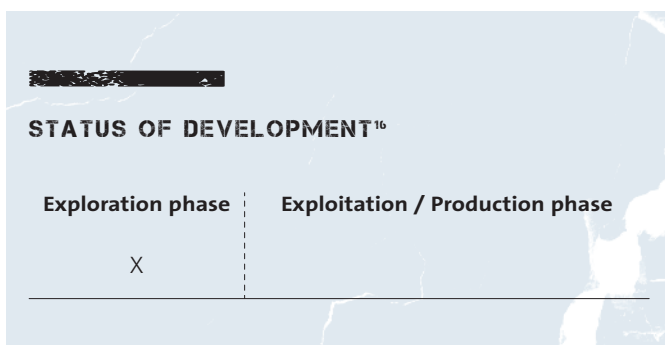 STATUS OF DEVELOPMENT16
Exploration phase Exploitation / Production phase
X